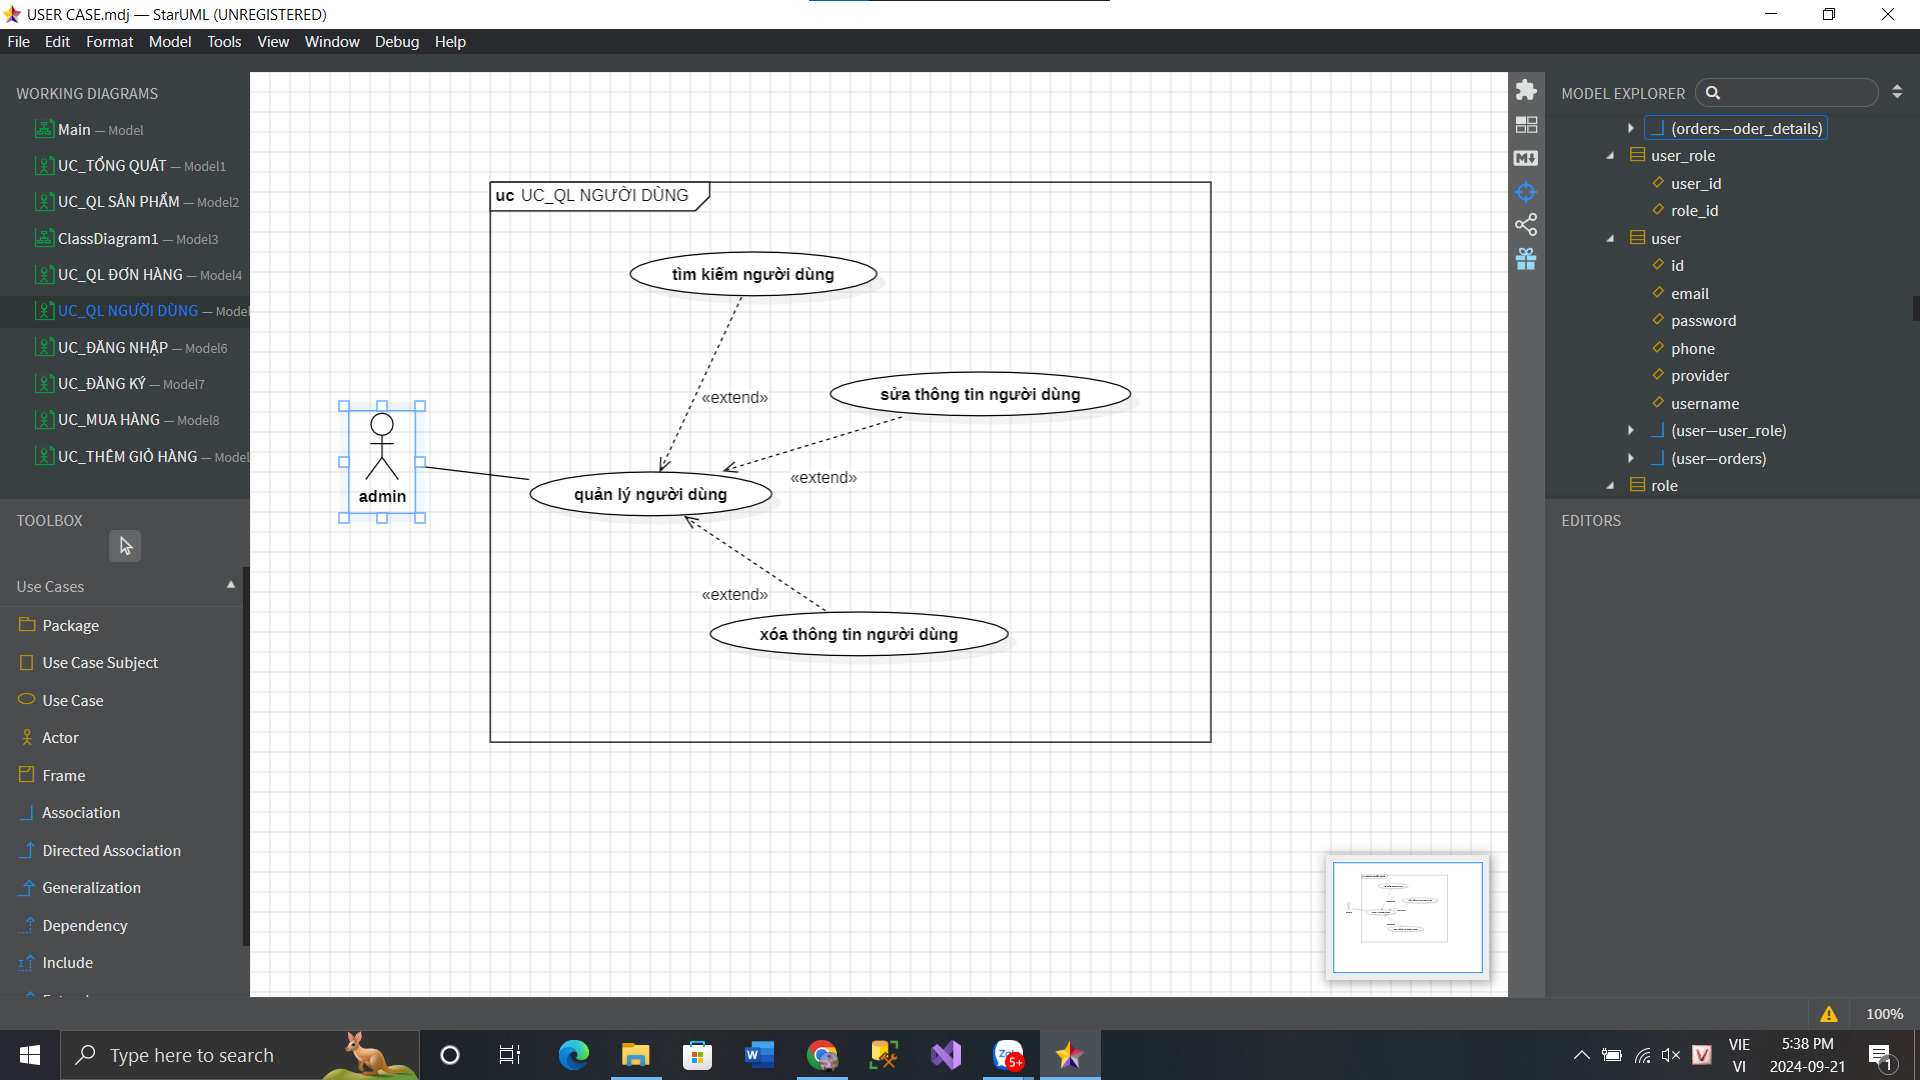 USER CASE.mdj — StarUML (UNREGISTERED)
File Edit Format Model Tools View Window Debug Help
WORKING DIAGRAMS
Main — Model
UC_TỔNG QUÁT — Model1
UC_QL SẢN PHẨM — Model2
ClassDiagram1 — Model3
UC_QL ĐƠN HÀNG — Model4
UC_QL NGƯỜI DÙNG — Model
UC_ĐĂNG NHẬP — Model6
UC_ĐĂNG KÝ — Model7
UC_MUA HÀNG — Model8
UC_THÊM GIỎ HÀNG — Model
TOOLBOX
Use Cases
Package
Use Case Subject
Use Case
Actor
Frame
Association
Directed Association
Generalization
Dependency
Include
uc UC_QL NGƯỜI DÙNG
tìm kiếm người dùng
«extend»
sửa thông tin người dùng
«extend»
admin
quản lý người dùng
«extend»
xóa thông tin người dùng
MODEL EXPLORER
(orders—oder_details)
user_role
user_id
role_id
user
id
email
password
phone
provider
username
(user—user_role)
(user—orders)
role
EDITORS
100%
Type here to search
5+
VIE
VI
5:38 PM
2024-09-21
1